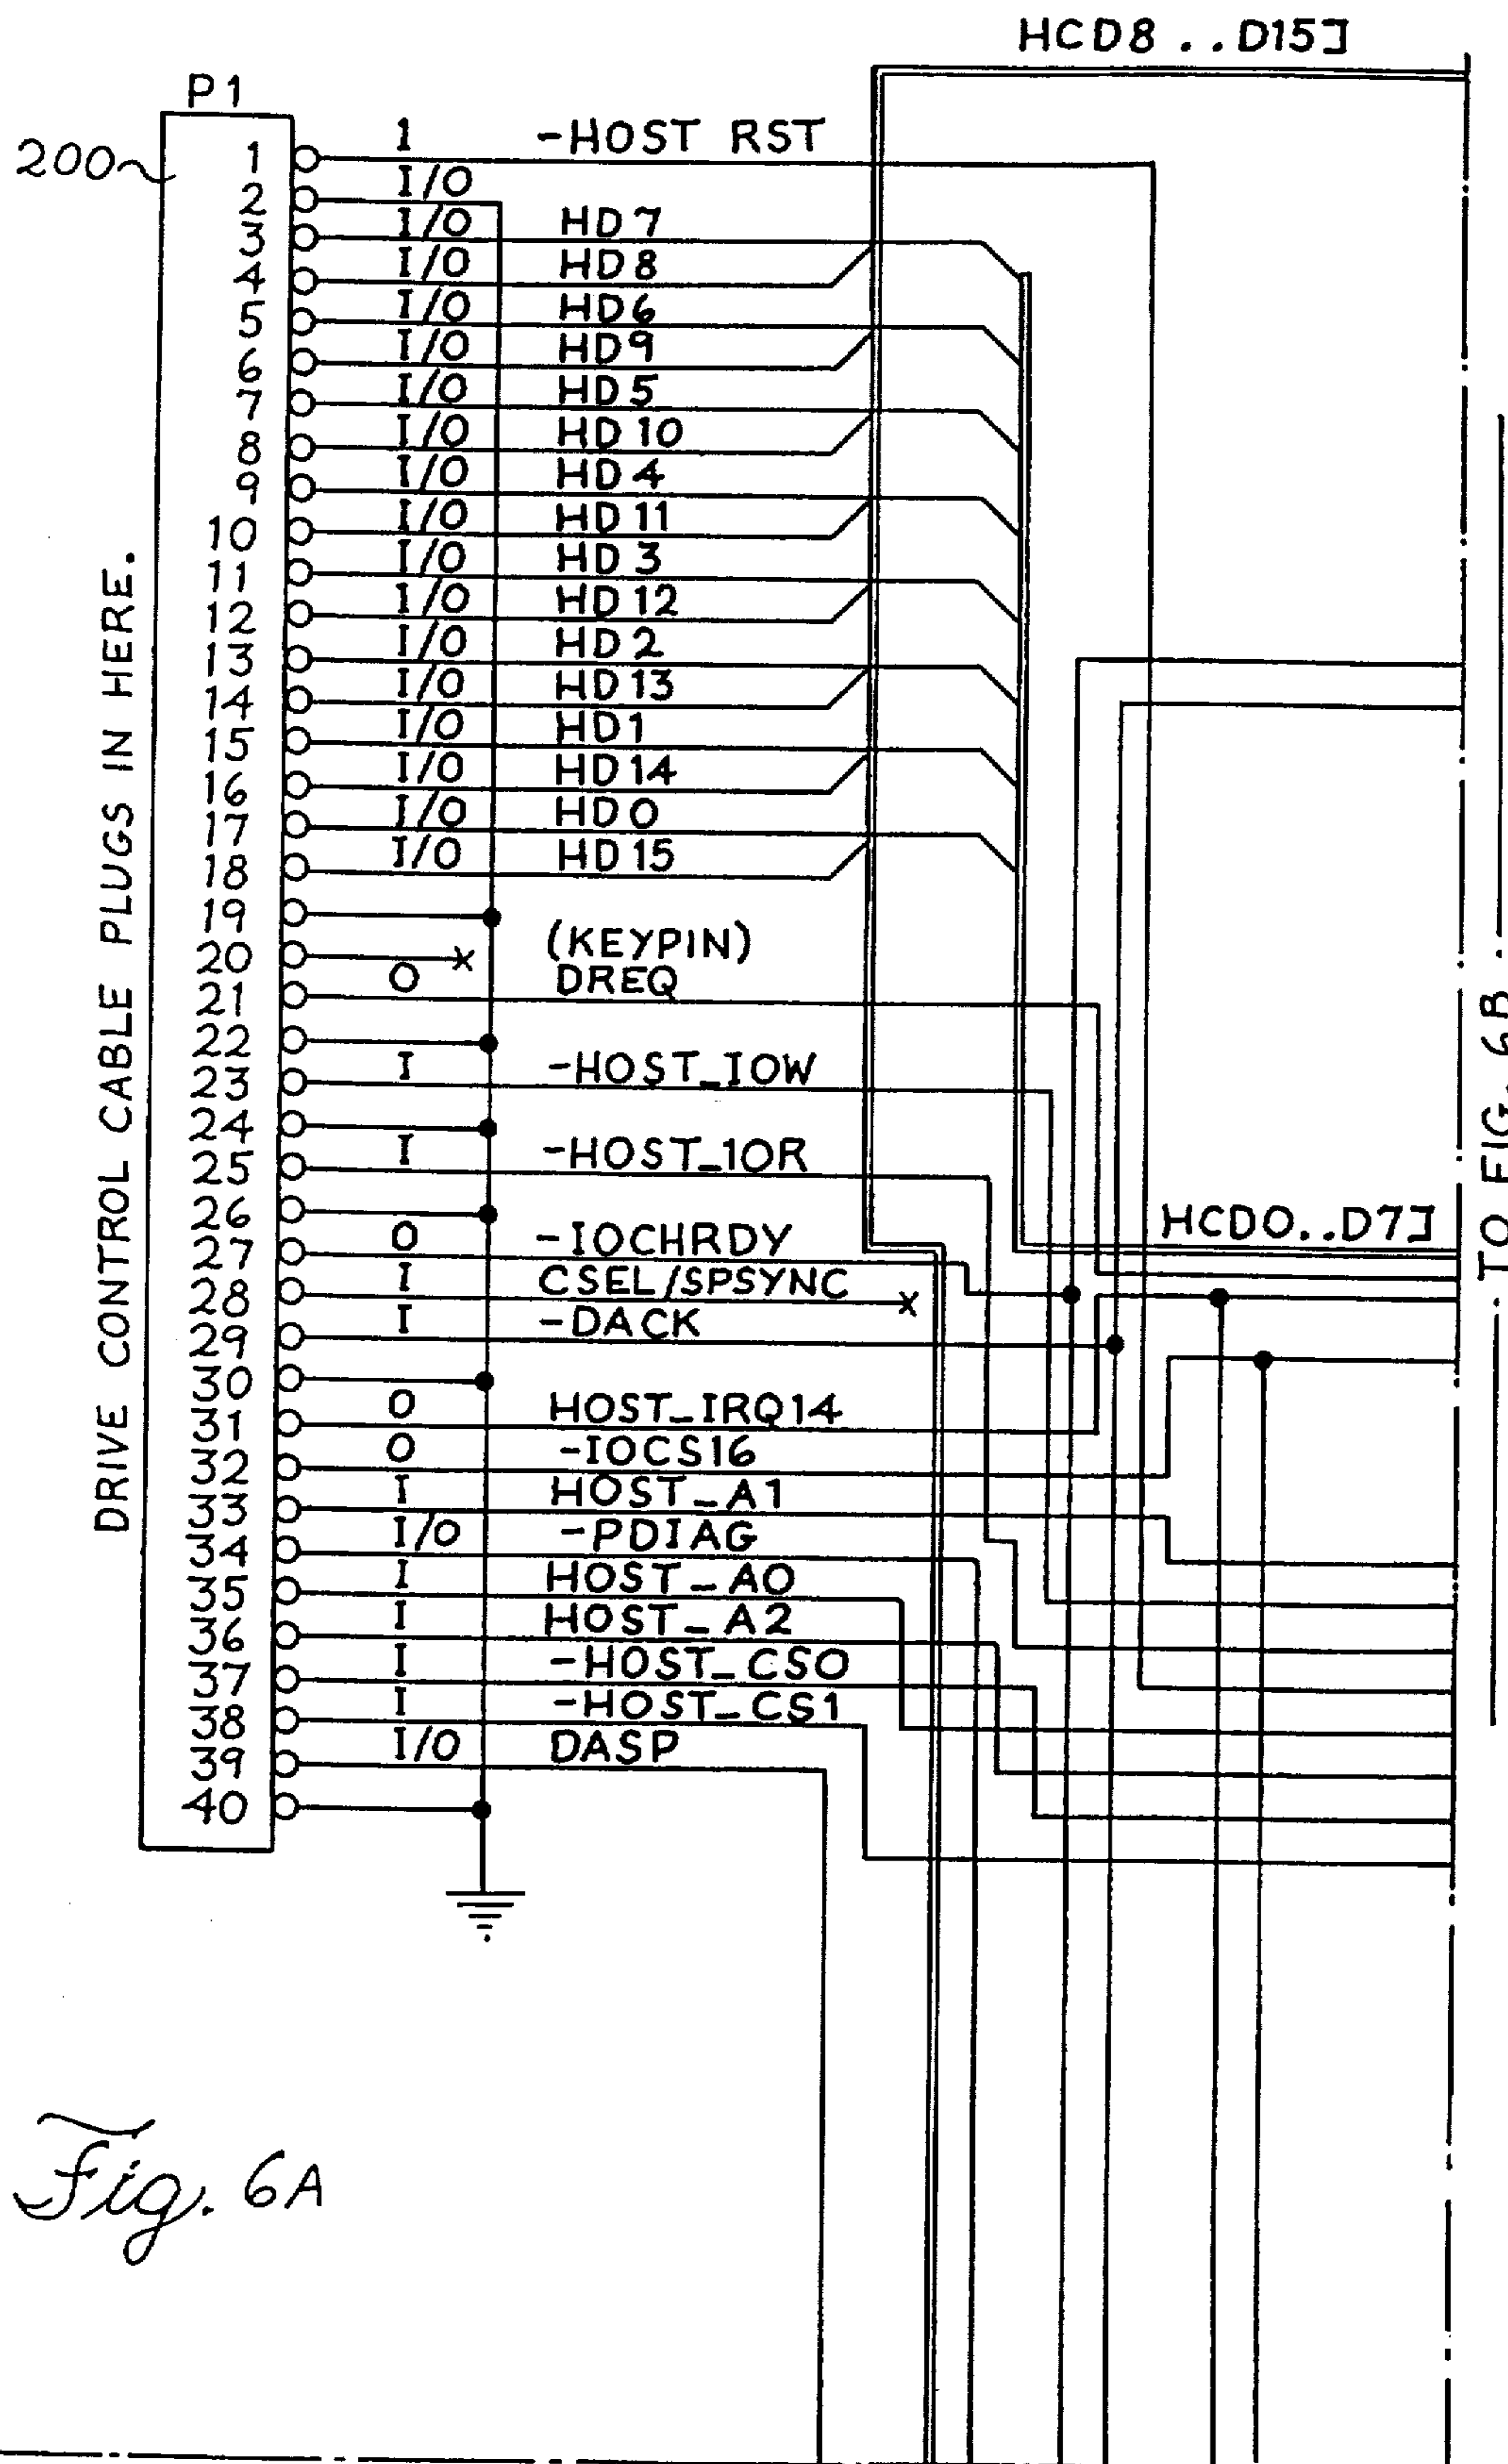 HCD8 .. D15]
P1
200
1 1 -HOST RST
2 I/O
3 I/O HD7
4 I/O HD8
5 I/O HD6
6 I/O HD9
7 I/O HD5
8 I/O HD10
9 I/O HD4
10 I/O HD11
11 I/O HD3
12 I/O HD12
13 I/O HD2
14 I/O HD13
15 I/O HD1
16 I/O HD14
17 I/O HD0
18 I/O HD15
19
20 (KEYPIN)
21 O DREQ
22
23 I -HOST_IOW
24
25 I -HOST_1OR
26
HCD0..D7]
27 O -IOCHRDY
28 I CSEL/SPSYNC
29 I -DACK
30
31 O HOST_IRQ14
32 O -IOCS16
33 I HOST_A1
34 I/O -PDIAG
35 I HOST_A0
36 I HOST_A2
37 I -HOST_CS0
38 I -HOST_CS1
39 I/O DASP
40
DRIVE CONTROL CABLE PLUGS IN HERE.
TO FIG. 6B
Fig. 6A